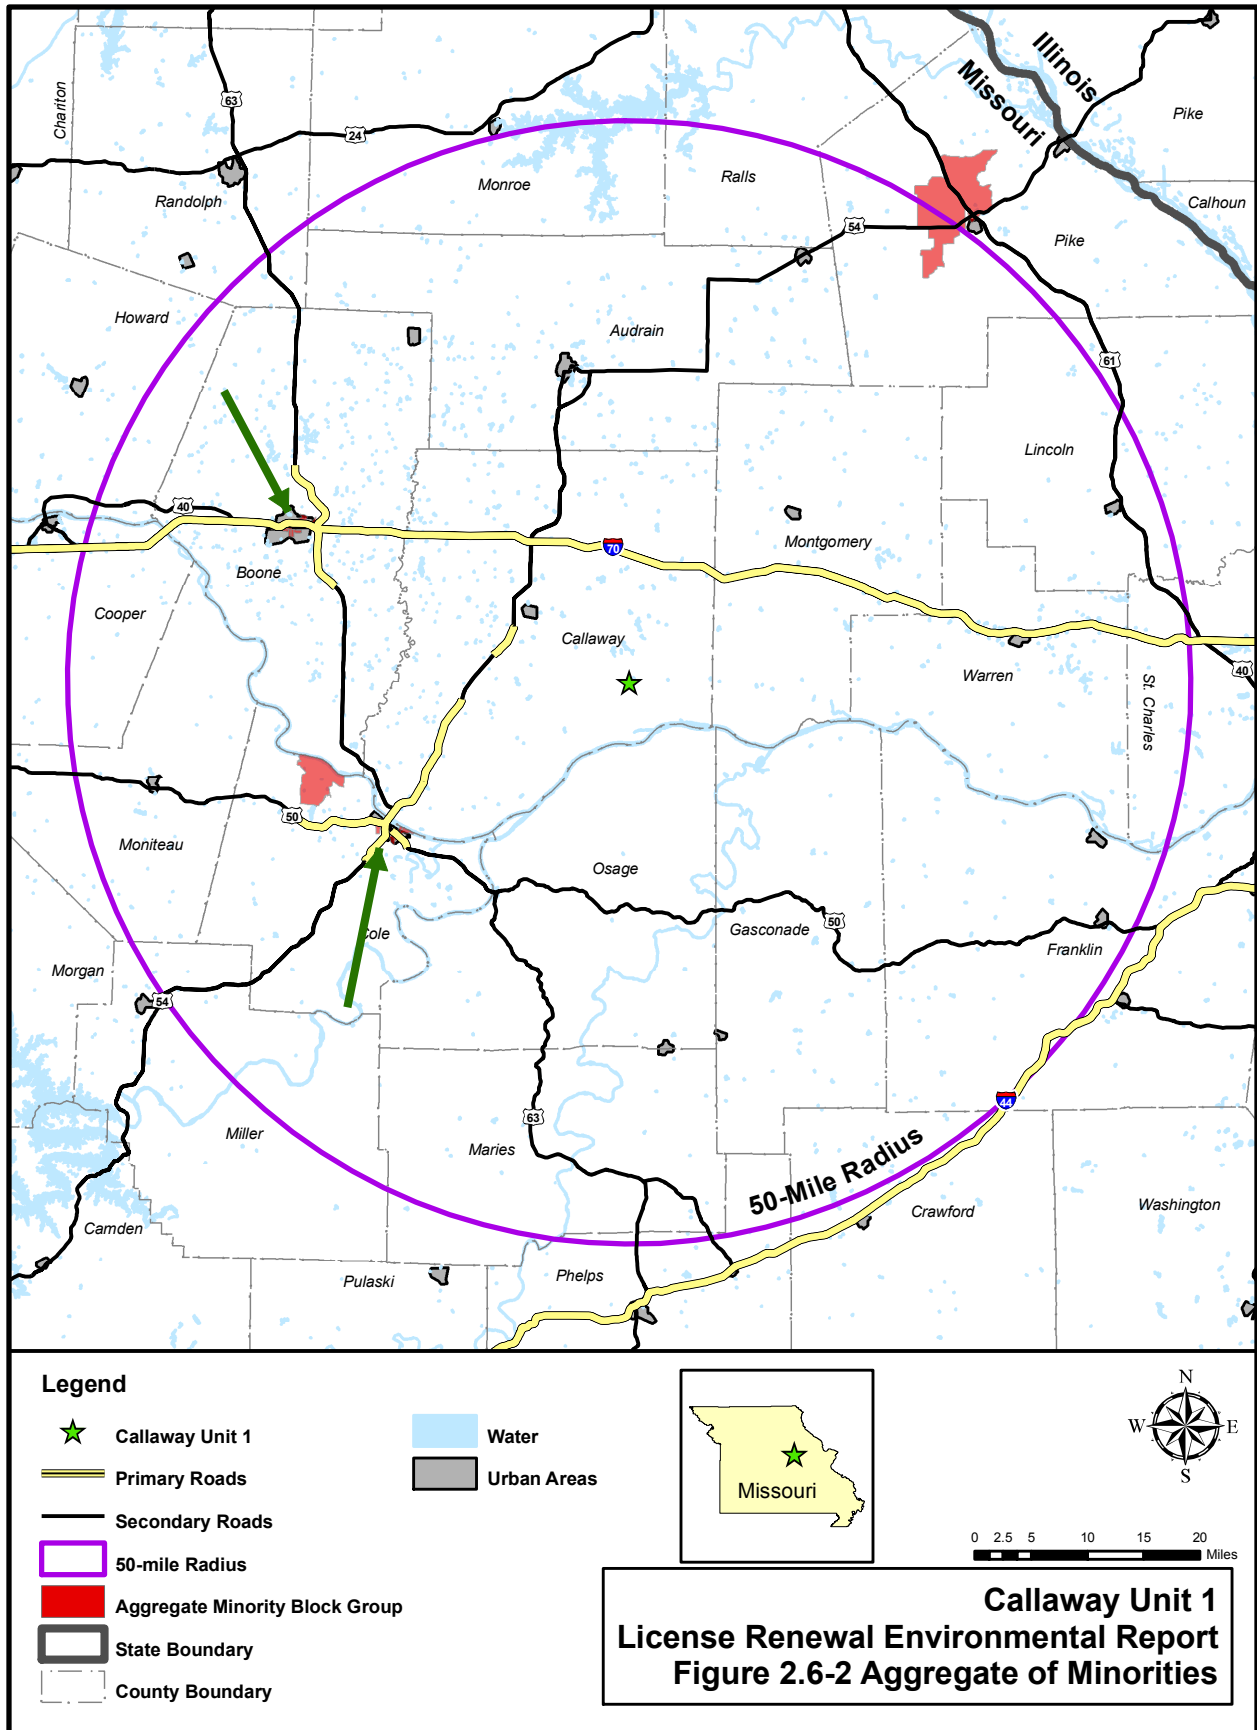 Illinois
Missouri
Chariton
63
24
Pike
Monroe
Ralls
Randolph
Calhoun
54
Pike
Howard
Audrain
61
Lincoln
40
70
Montgomery
Boone
Cooper
Callaway
Warren
St. Charles
40
50
Moniteau
Osage
Cole
Gasconade
50
Franklin
Morgan
54
44
63
Miller
Maries
50-Mile Radius
Crawford
Washington
Camden
Pulaski
Phelps
Legend
Callaway Unit 1
Primary Roads
Secondary Roads
50-mile Radius
Aggregate Minority Block Group
State Boundary
County Boundary
Water
Urban Areas
Missouri
N
W E
S
0 2.5 5 10 15 20
Miles
Callaway Unit 1
License Renewal Environmental Report
Figure 2.6-2 Aggregate of Minorities